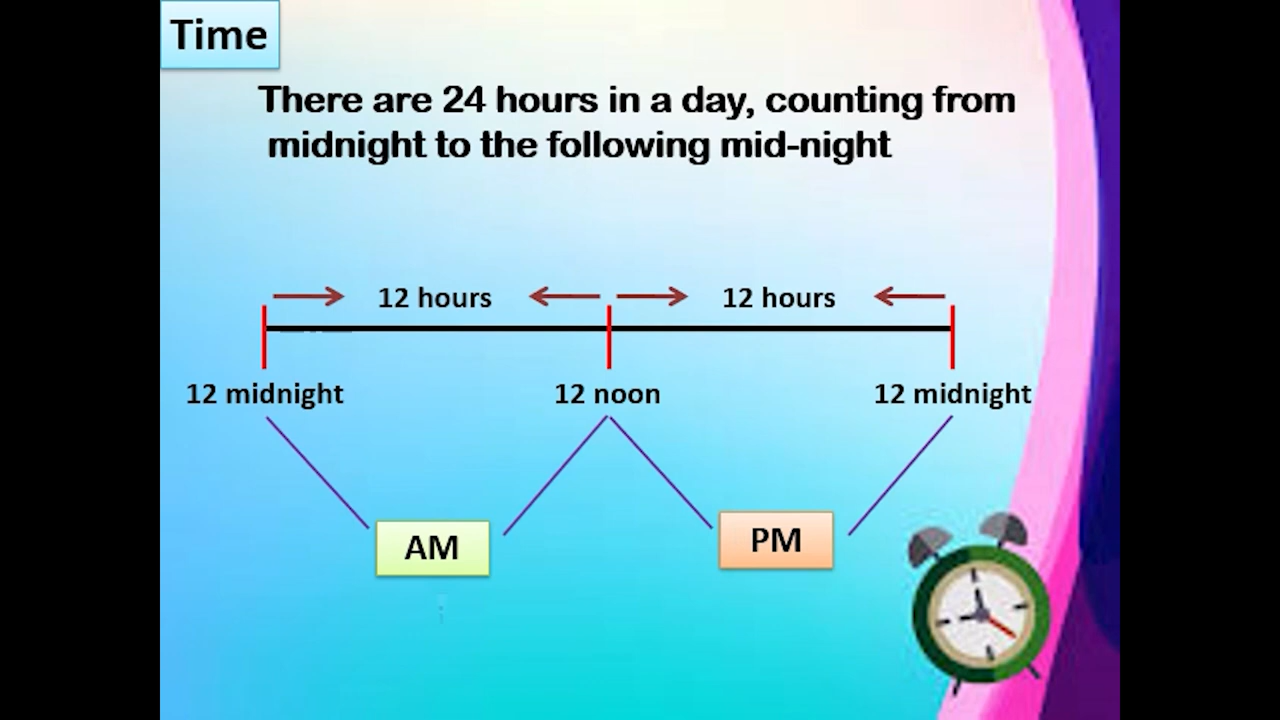 Time
There are 24 hours in a day, counting from
midnight to the following mid-night
12 hours 12 hours
12 midnight 12 noon 12 midnight
AM PM